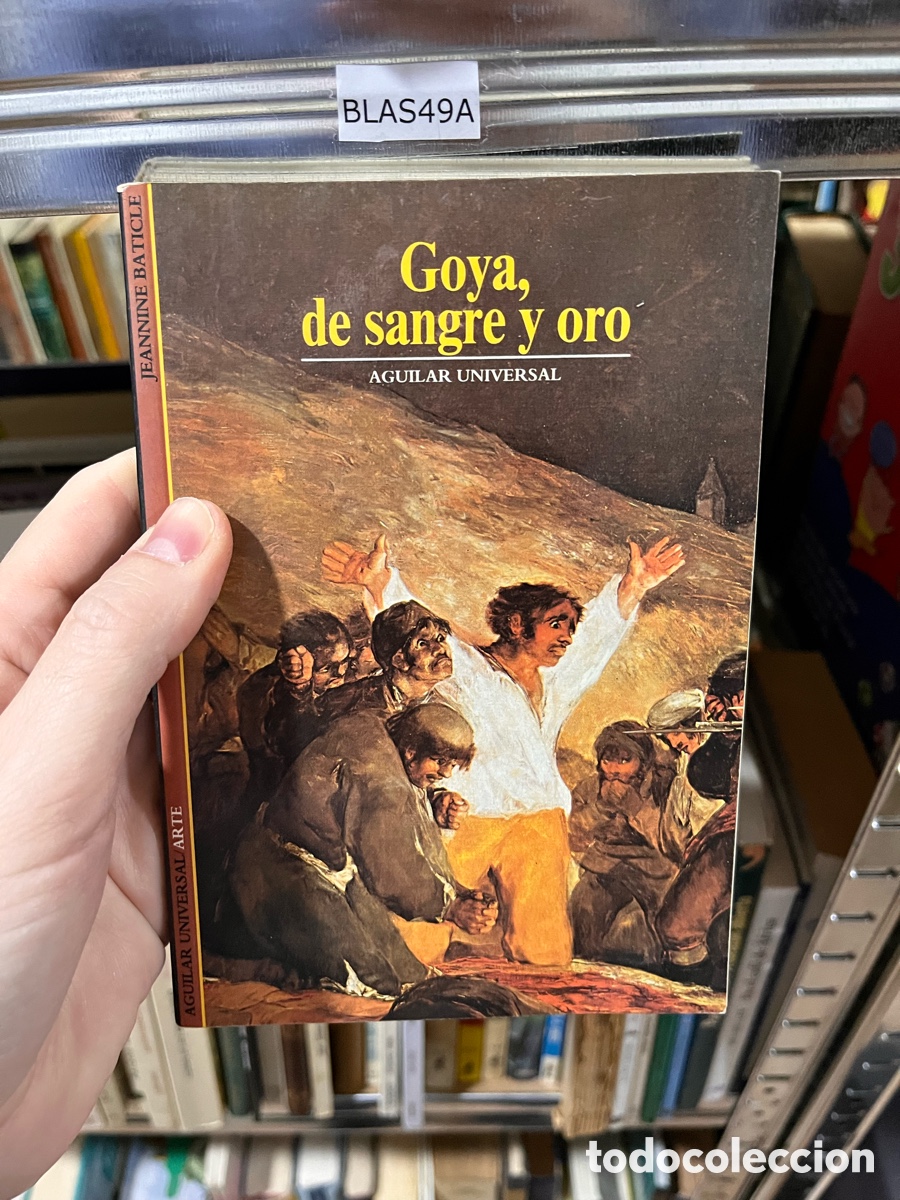 BLAS49A
JEANNINE BATICLE
Goya,
de sangre y oro
AGUILAR UNIVERSAL
AGUILAR UNIVERSAL/ARTE
todocoleccion